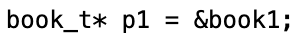 book_t* p1 = &book1;